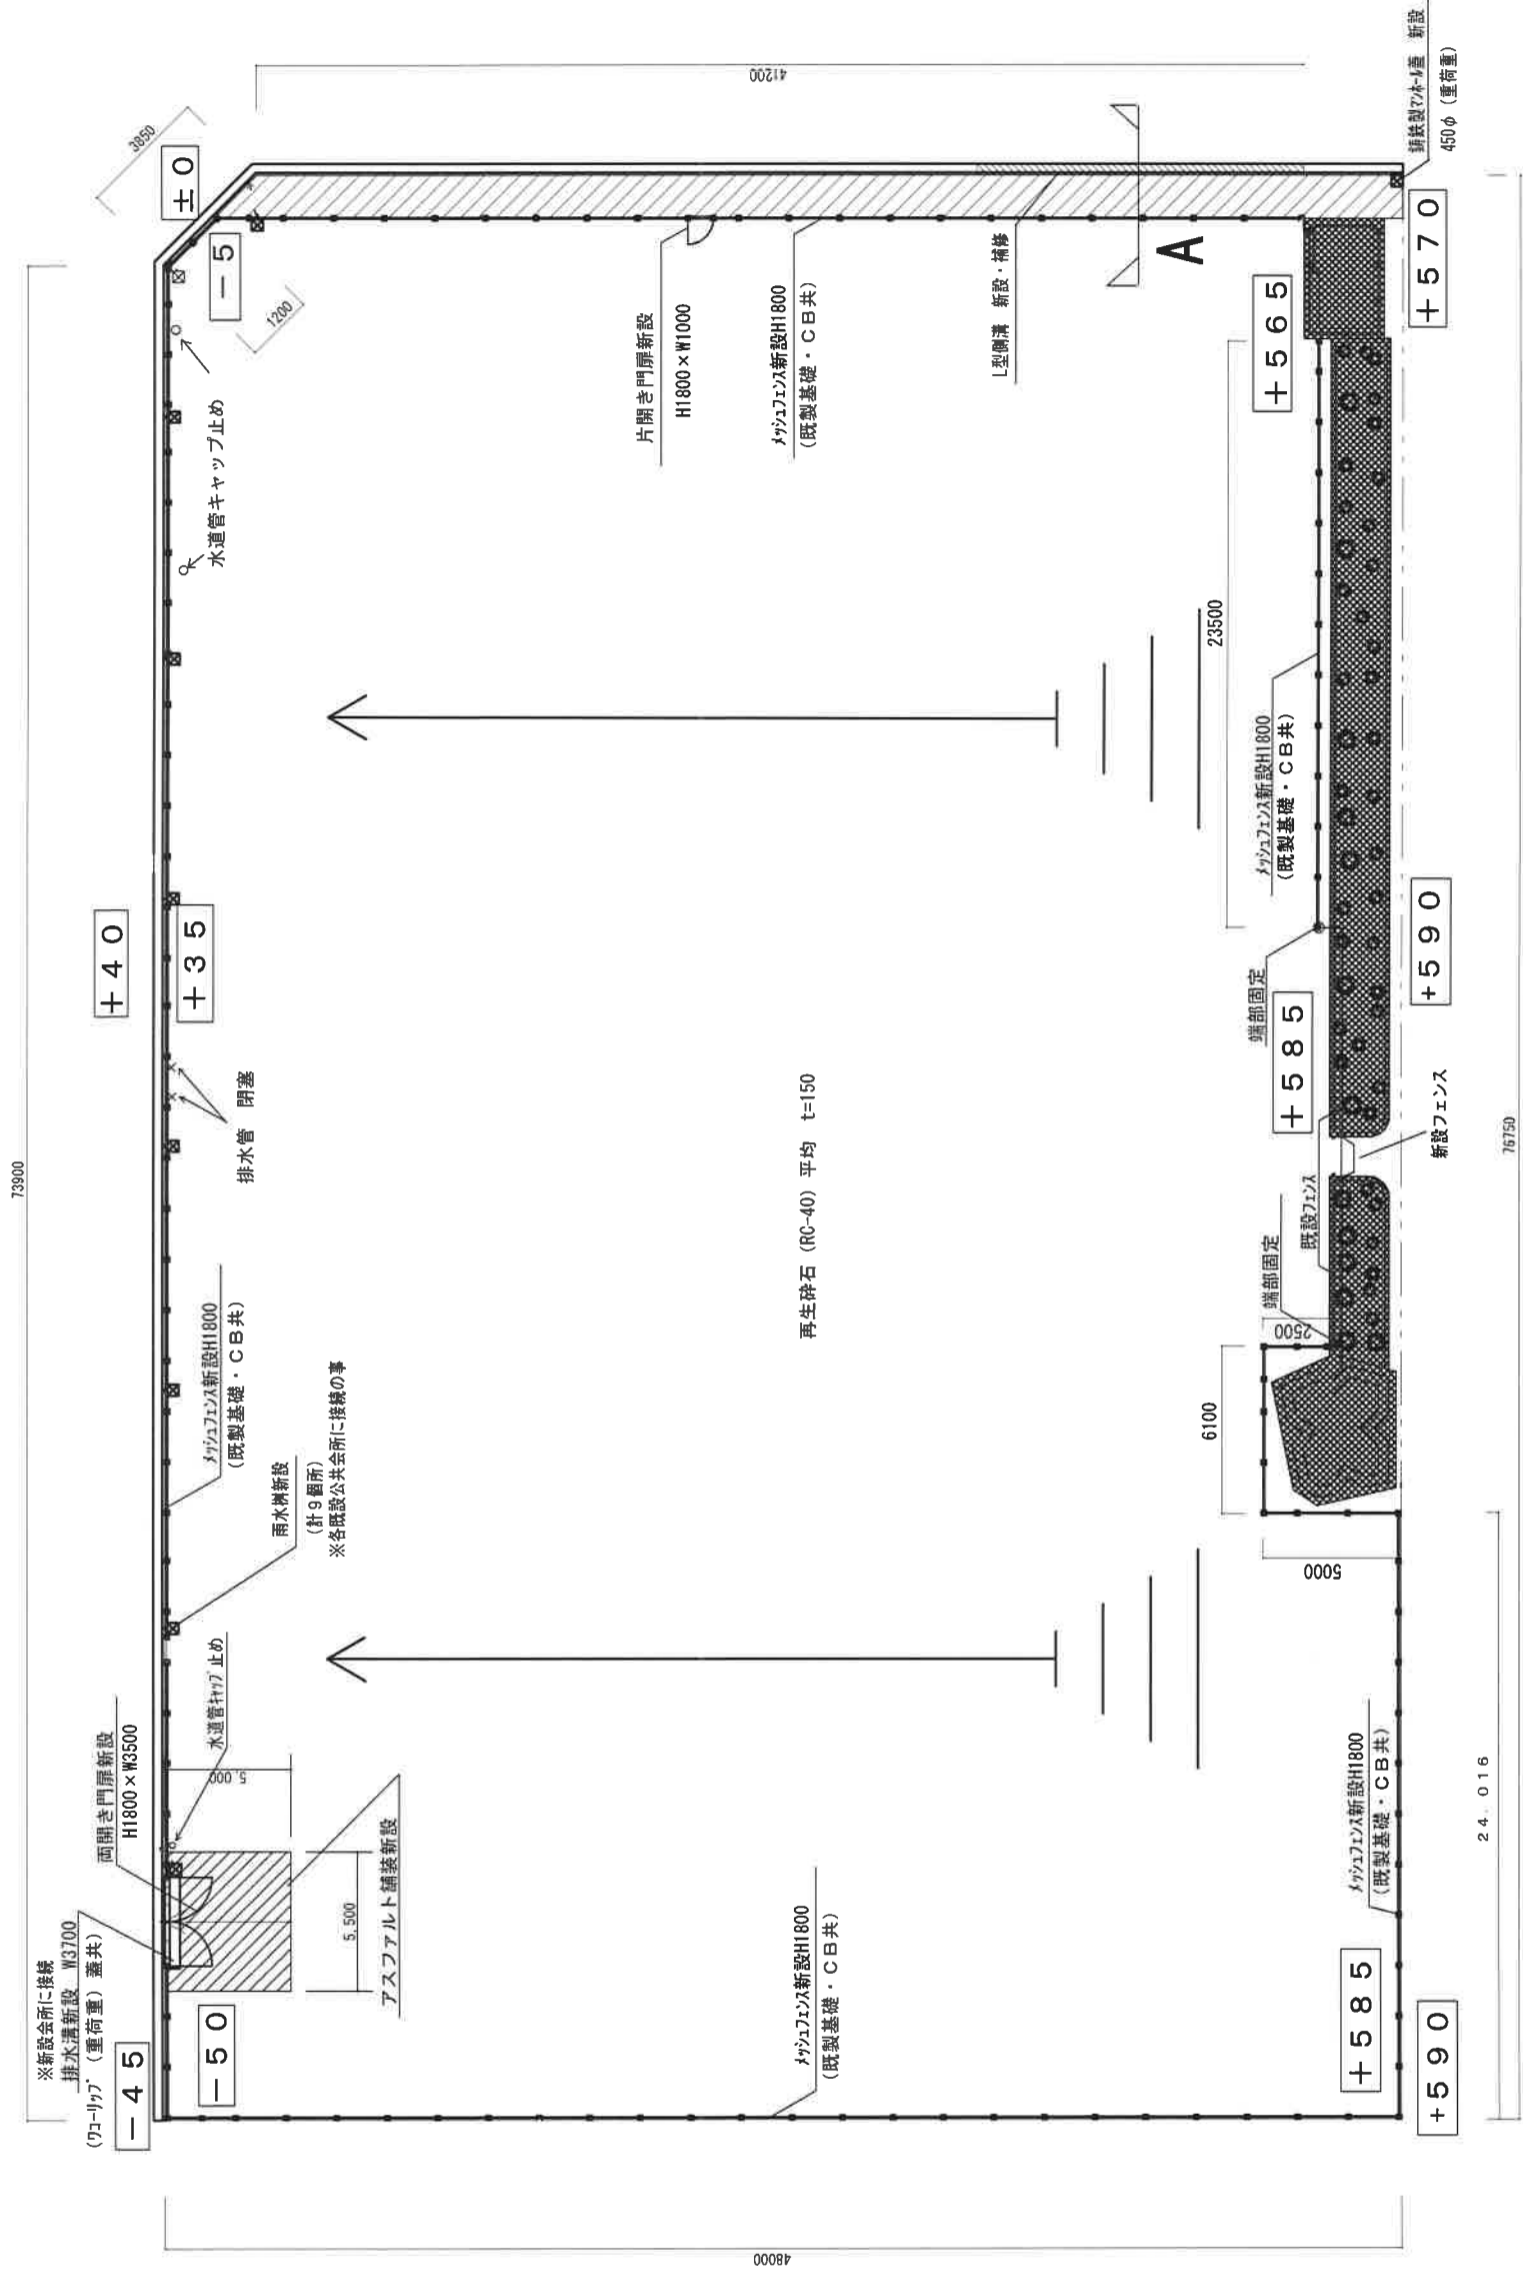 73900
※新設会所に接続
排水溝新設 W3700
(ワコーリップ (重荷重) 蓋共)
-45
-50
両開き門扉新設
H1800×W3500
水道管キャップ止め
5,000
5,500
アスファルト舗装新設
雨水桝新設
(計9個所)
※各既設公共会所に接続の事
メッシュフェンス新設H1800
(既製基礎・CB共)
排水管 閉塞
+40
+35
水道管キャップ止め
±0
-5
3850
1200
41200
片開き門扉新設
H1800×W1000
メッシュフェンス新設H1800
(既製基礎・CB共)
L型側溝 新設・補修
A
鋳鉄製マンホール蓋 新設
450φ (重荷重)
+565
+570
再生砕石 (RC-40) 平均 t=150
23500
メッシュフェンス新設H1800
(既製基礎・CB共)
端部固定
+585
+590
既設フェンス
新設フェンス
端部固定
2500
6100
5000
メッシュフェンス新設H1800
(既製基礎・CB共)
メッシュフェンス新設H1800
(既製基礎・CB共)
+585
+590
24.016
76750
48000